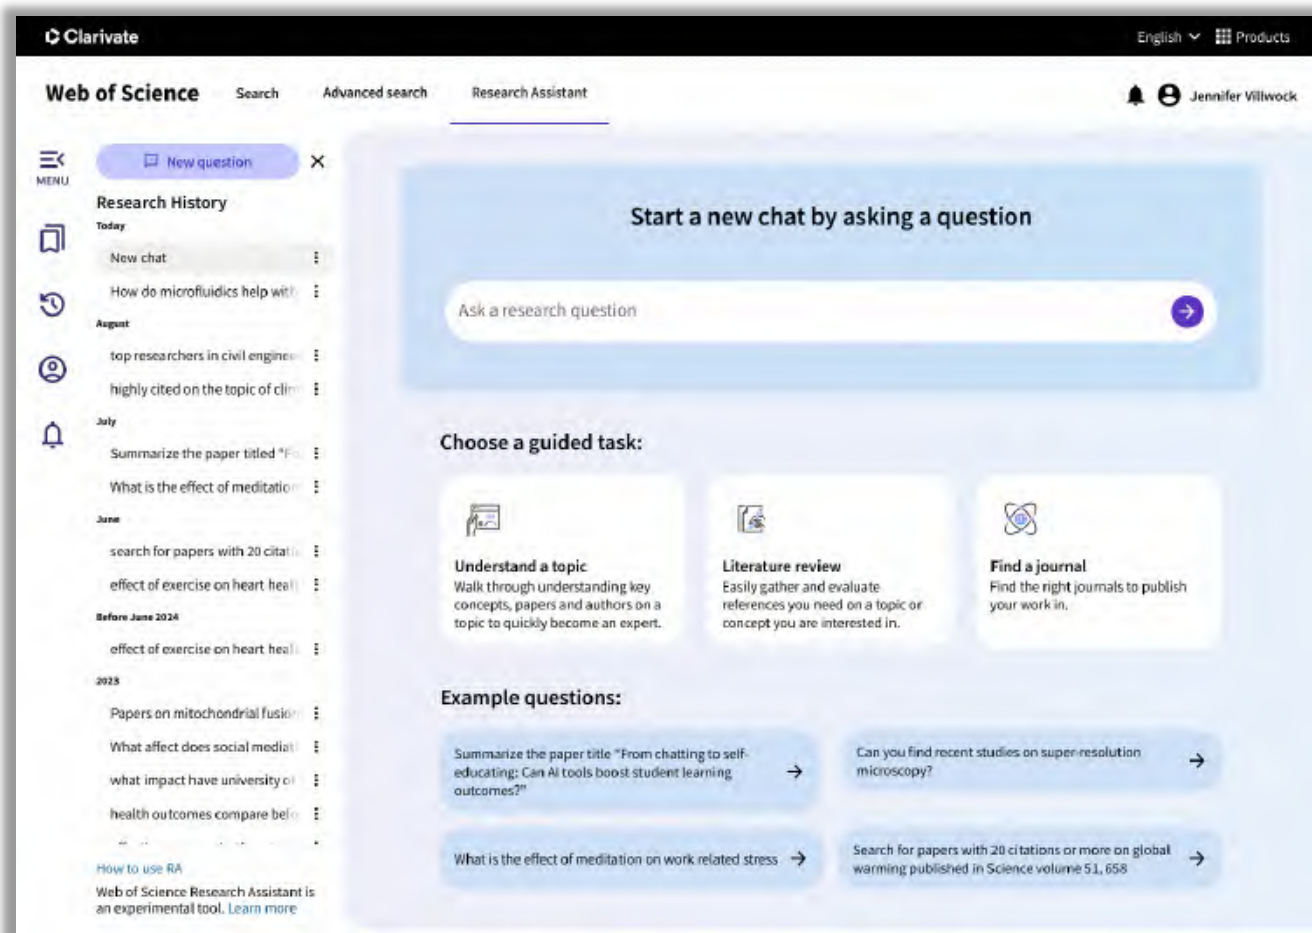 Clarivate
English
Products
Web of Science
Search
Advanced search
Research Assistant
Jennifer Villwock
MENU
New question
Research History
Today
New chat
How do microfluidics help with
August
top researchers in civil enginee
highly cited on the topic of clim
July
Summarize the paper titled "Fo
What is the effect of meditation
June
search for papers with 20 citati
effect of exercise on heart healt
Before June 2024
effect of exercise on heart healt
2023
Papers on mitochondrial fusion
What affect does social media
what impact have university
health outcomes compare
How to use RA
Web of Science Research Assistant is
an experimental tool. Learn more
Start a new chat by asking a question
Ask a research question
Choose a guided task:
Understand a topic
Walk through understanding key
concepts, papers and authors on a
topic to quickly become an expert.
Literature review
Easily gather and evaluate
references you need on a topic or
concept you are interested in.
Find a journal
Find the right journals to publish
your work in.
Example questions:
Summarize the paper title "From chatting to self-
educating: Can AI tools boost student learning
outcomes?"
Can you find recent studies on super-resolution
microscopy?
What is the effect of meditation on work related stress
Search for papers with 20 citations or more on global
warming published in Science volume 51, 658